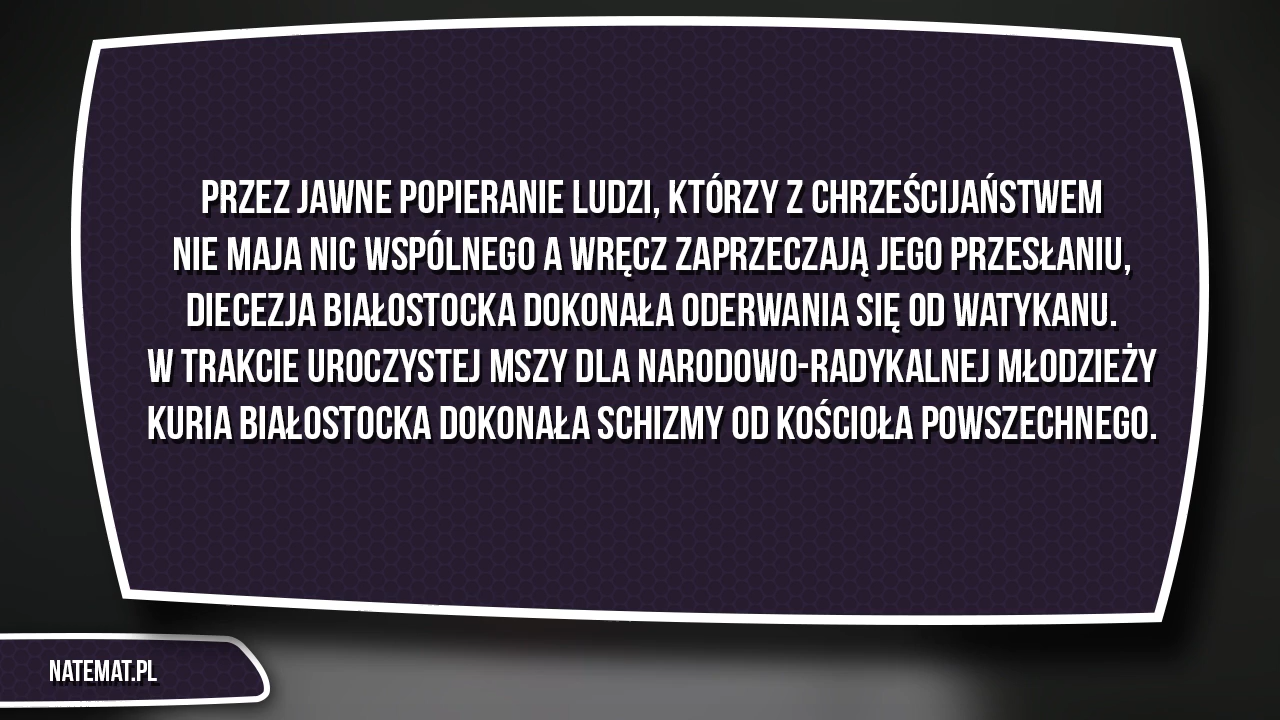 PRZEZ JAWNE POPIERANIE LUDZI, KTÓRZY Z CHRZEŚCIJAŃSTWEM
NIE MAJA NIC WSPÓLNEGO A WRĘCZ ZAPRZECZAJĄ JEGO PRZESŁANIU,
DIECEZJA BIAŁOSTOCKA DOKONAŁA ODERWANIA SIĘ OD WATYKANU.
W TRAKCIE UROCZYSTEJ MSZY DLA NARODOWO-RADYKALNEJ MŁODZIEŻY
KURIA BIAŁOSTOCKA DOKONAŁA SCHIZMY OD KOŚCIOŁA POWSZECHNEGO.
NATEMAT.PL